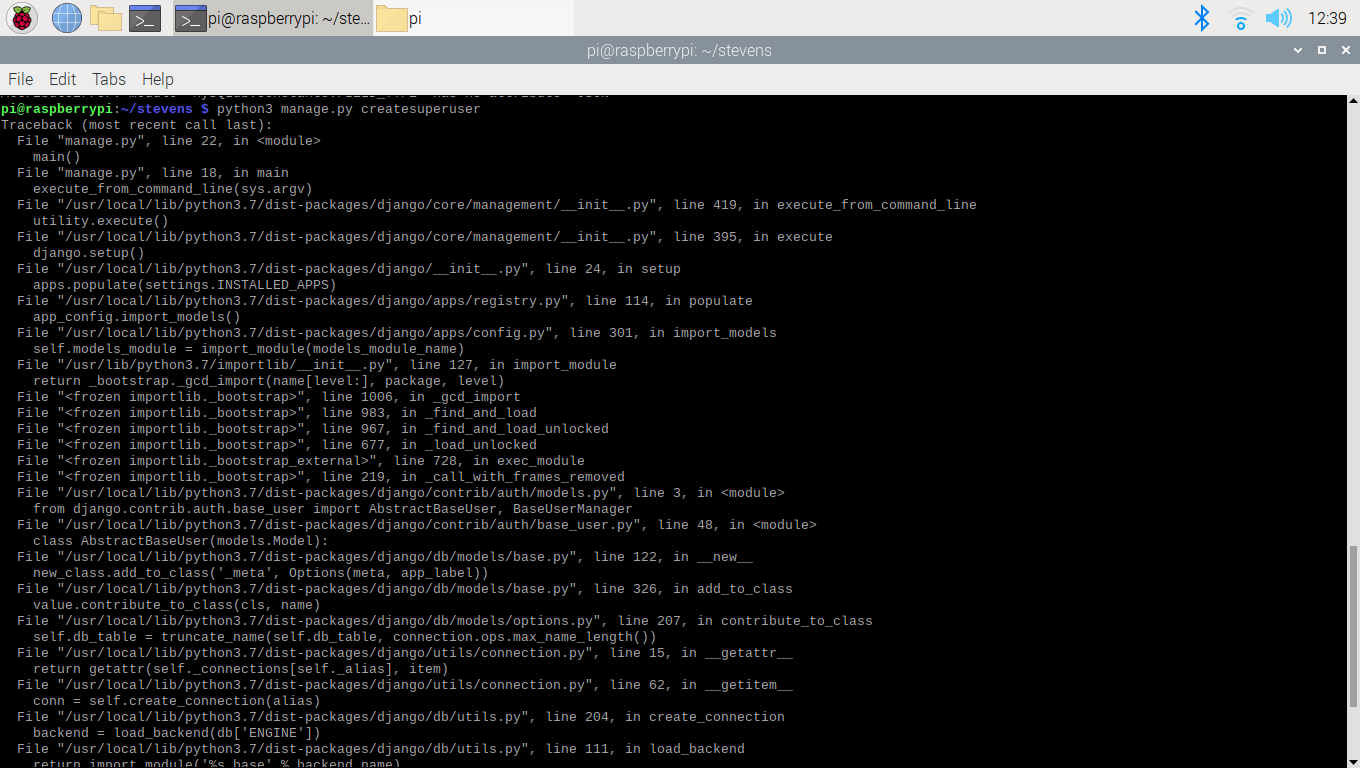 pi@raspberrypi: ~/ste... pi 12:39
pi@raspberrypi: ~/stevens
File Edit Tabs Help
pi@raspberrypi:~/stevens $ python3 manage.py createsuperuser
Traceback (most recent call last):
  File "manage.py", line 22, in <module>
    main()
  File "manage.py", line 18, in main
    execute_from_command_line(sys.argv)
  File "/usr/local/lib/python3.7/dist-packages/django/core/management/__init__.py", line 419, in execute_from_command_line
    utility.execute()
  File "/usr/local/lib/python3.7/dist-packages/django/core/management/__init__.py", line 395, in execute
    django.setup()
  File "/usr/local/lib/python3.7/dist-packages/django/__init__.py", line 24, in setup
    apps.populate(settings.INSTALLED_APPS)
  File "/usr/local/lib/python3.7/dist-packages/django/apps/registry.py", line 114, in populate
    app_config.import_models()
  File "/usr/local/lib/python3.7/dist-packages/django/apps/config.py", line 301, in import_models
    self.models_module = import_module(models_module_name)
  File "/usr/lib/python3.7/importlib/__init__.py", line 127, in import_module
    return _bootstrap._gcd_import(name[level:], package, level)
  File "<frozen importlib._bootstrap>", line 1006, in _gcd_import
  File "<frozen importlib._bootstrap>", line 983, in _find_and_load
  File "<frozen importlib._bootstrap>", line 967, in _find_and_load_unlocked
  File "<frozen importlib._bootstrap>", line 677, in _load_unlocked
  File "<frozen importlib._bootstrap_external>", line 728, in exec_module
  File "<frozen importlib._bootstrap>", line 219, in _call_with_frames_removed
  File "/usr/local/lib/python3.7/dist-packages/django/contrib/auth/models.py", line 3, in <module>
    from django.contrib.auth.base_user import AbstractBaseUser, BaseUserManager
  File "/usr/local/lib/python3.7/dist-packages/django/contrib/auth/base_user.py", line 48, in <module>
    class AbstractBaseUser(models.Model):
  File "/usr/local/lib/python3.7/dist-packages/django/db/models/base.py", line 122, in __new__
    new_class.add_to_class('_meta', Options(meta, app_label))
  File "/usr/local/lib/python3.7/dist-packages/django/db/models/base.py", line 326, in add_to_class
    value.contribute_to_class(cls, name)
  File "/usr/local/lib/python3.7/dist-packages/django/db/models/options.py", line 207, in contribute_to_class
    self.db_table = truncate_name(self.db_table, connection.ops.max_name_length())
  File "/usr/local/lib/python3.7/dist-packages/django/utils/connection.py", line 15, in __getattr__
    return getattr(self._connections[self._alias], item)
  File "/usr/local/lib/python3.7/dist-packages/django/utils/connection.py", line 62, in __getitem__
    conn = self.create_connection(alias)
  File "/usr/local/lib/python3.7/dist-packages/django/db/utils.py", line 204, in create_connection
    backend = load_backend(db['ENGINE'])
  File "/usr/local/lib/python3.7/dist-packages/django/db/utils.py", line 111, in load_backend
    return import_module('%s.base' % backend_name)